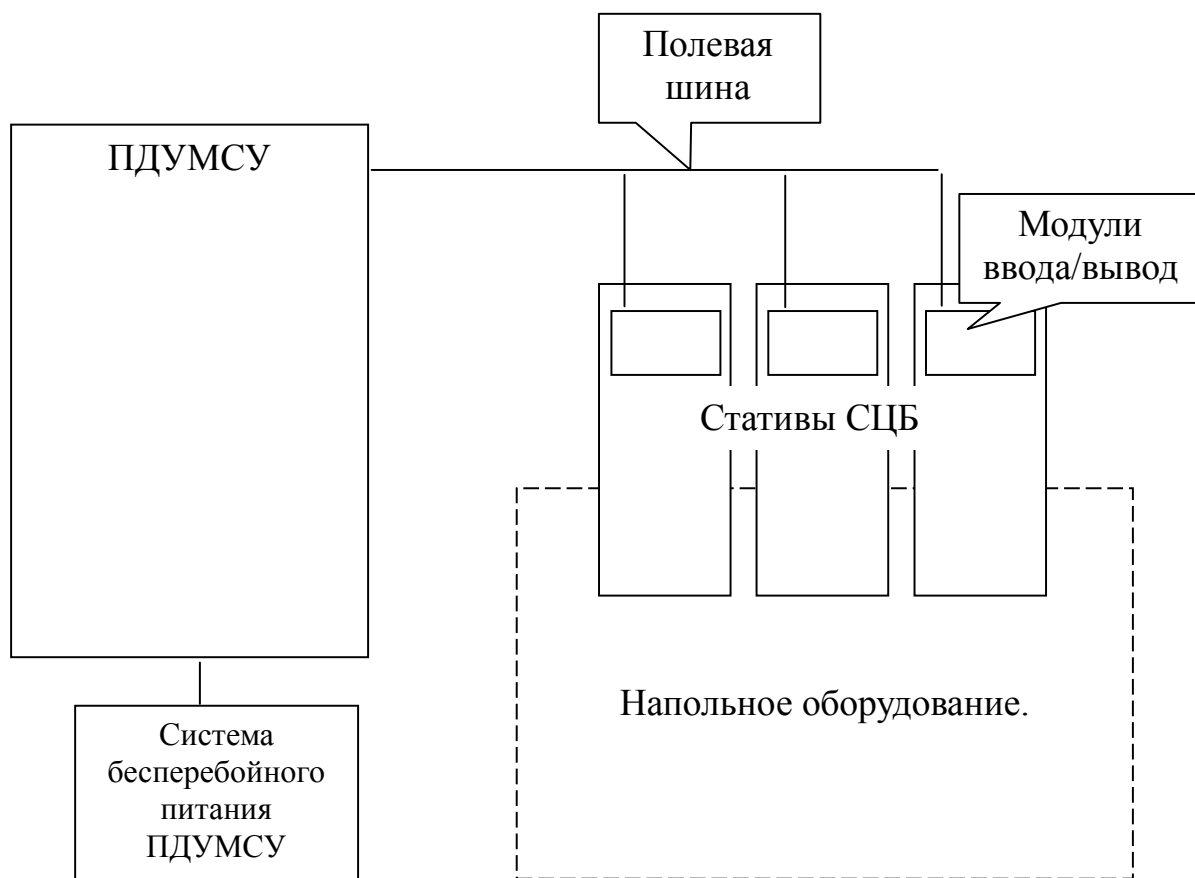 Полевая
шина
ПДУМСУ
Модули
ввода/вывод
Стативы СЦБ
Напольное оборудование.
Система
бесперебойного
питания
ПДУМСУ